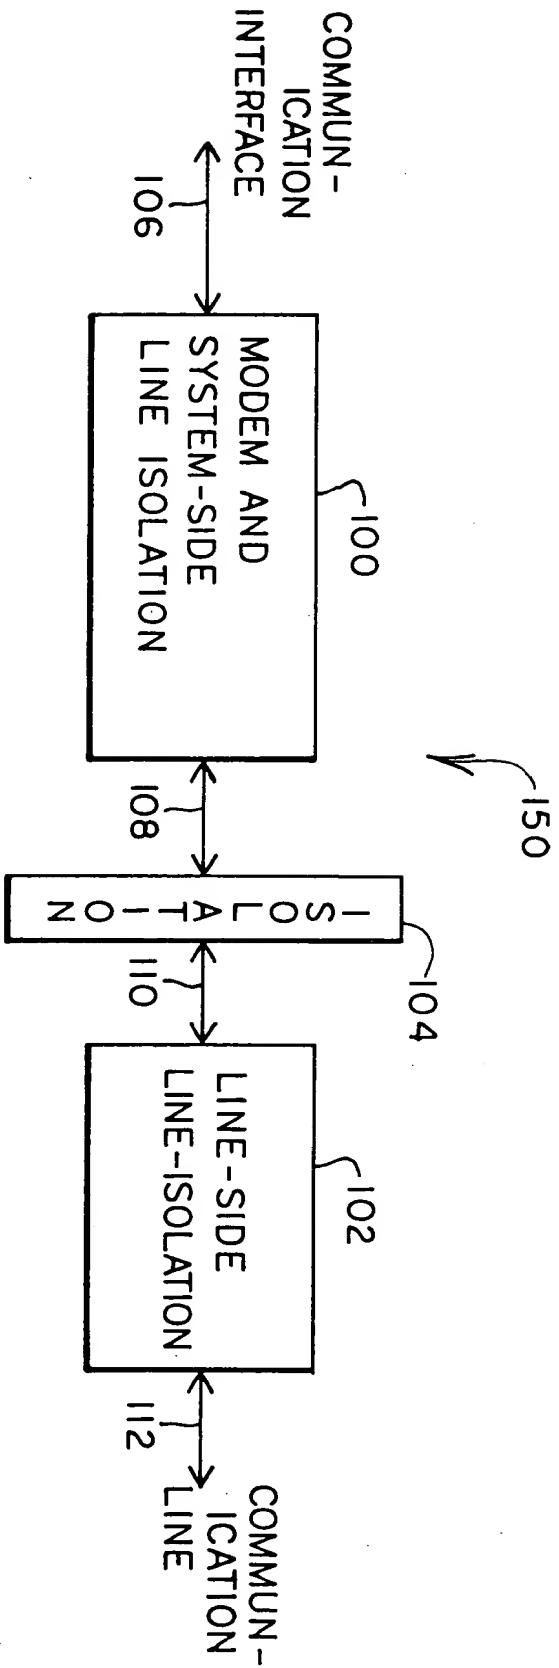 COMMUN-
ICATION
INTERFACE
106
MODEM AND
SYSTEM-SIDE
LINE ISOLATION
100
150
108
ISOLATION
104
110
LINE-SIDE
LINE-ISOLATION
102
112
COMMUN-
ICATION
LINE